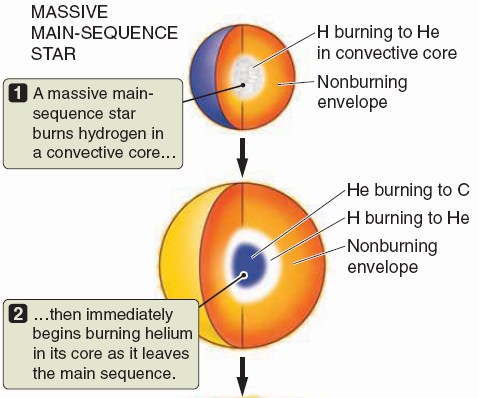 MASSIVE
MAIN-SEQUENCE
STAR
H burning to He
in convective core
Nonburning
envelope
1 A massive main-
sequence star
burns hydrogen in
a convective core…
He burning to C
H burning to He
Nonburning
envelope
2 …then immediately
begins burning helium
in its core as it leaves
the main sequence.